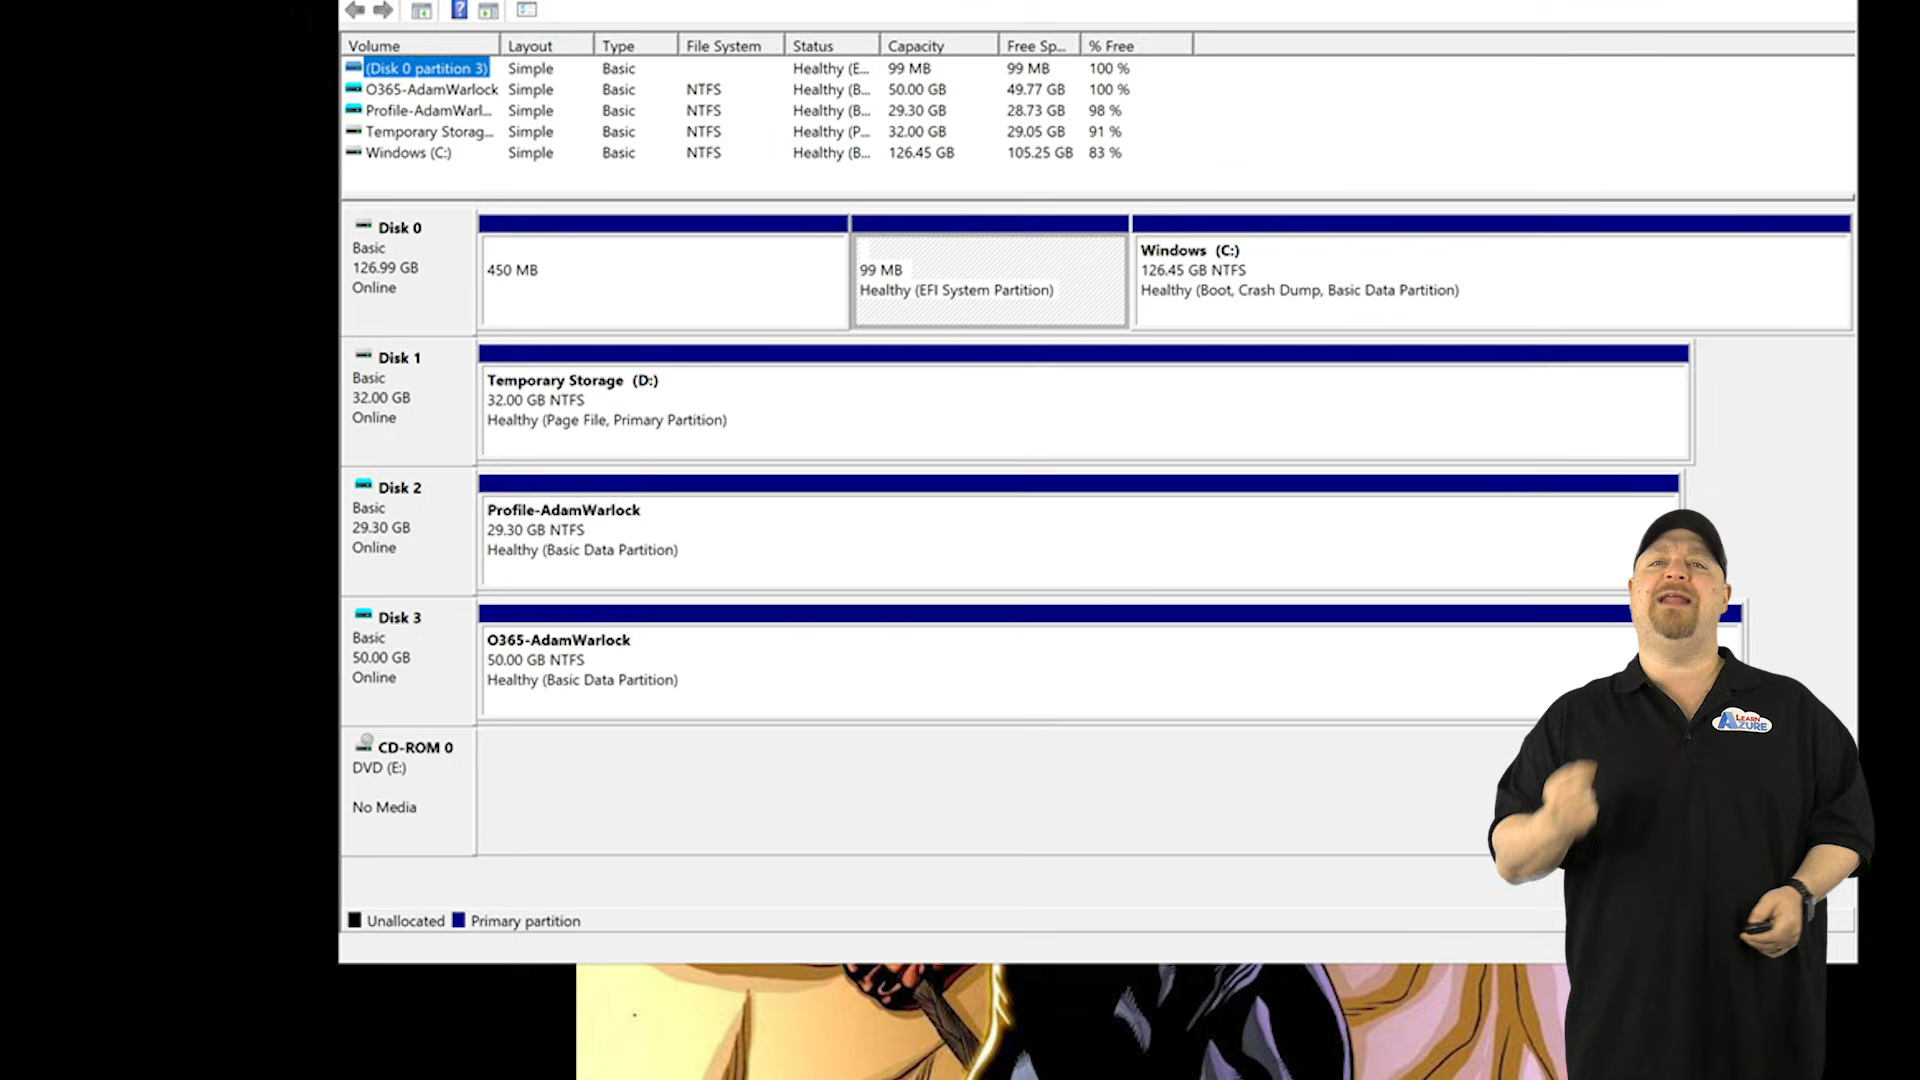 Volume Layout Type File System Status Capacity Free Sp... % Free
(Disk 0 partition 3) Simple Basic Healthy (E... 99 MB 99 MB 100 %
O365-AdamWarlock Simple Basic NTFS Healthy (B... 50.00 GB 49.77 GB 100 %
Profile-AdamWarl... Simple Basic NTFS Healthy (B... 29.30 GB 28.73 GB 98 %
Temporary Storag... Simple Basic NTFS Healthy (P... 32.00 GB 29.05 GB 91 %
Windows (C:) Simple Basic NTFS Healthy (B... 126.45 GB 105.25 GB 83 %
Disk 0
Basic
126.99 GB
Online
450 MB
99 MB
Healthy (EFI System Partition)
Windows (C:)
126.45 GB NTFS
Healthy (Boot, Crash Dump, Basic Data Partition)
Disk 1
Basic
32.00 GB
Online
Temporary Storage (D:)
32.00 GB NTFS
Healthy (Page File, Primary Partition)
Disk 2
Basic
29.30 GB
Online
Profile-AdamWarlock
29.30 GB NTFS
Healthy (Basic Data Partition)
Disk 3
Basic
50.00 GB
Online
O365-AdamWarlock
50.00 GB NTFS
Healthy (Basic Data Partition)
CD-ROM 0
DVD (E:)
No Media
Unallocated Primary partition
LEARN
AZURE